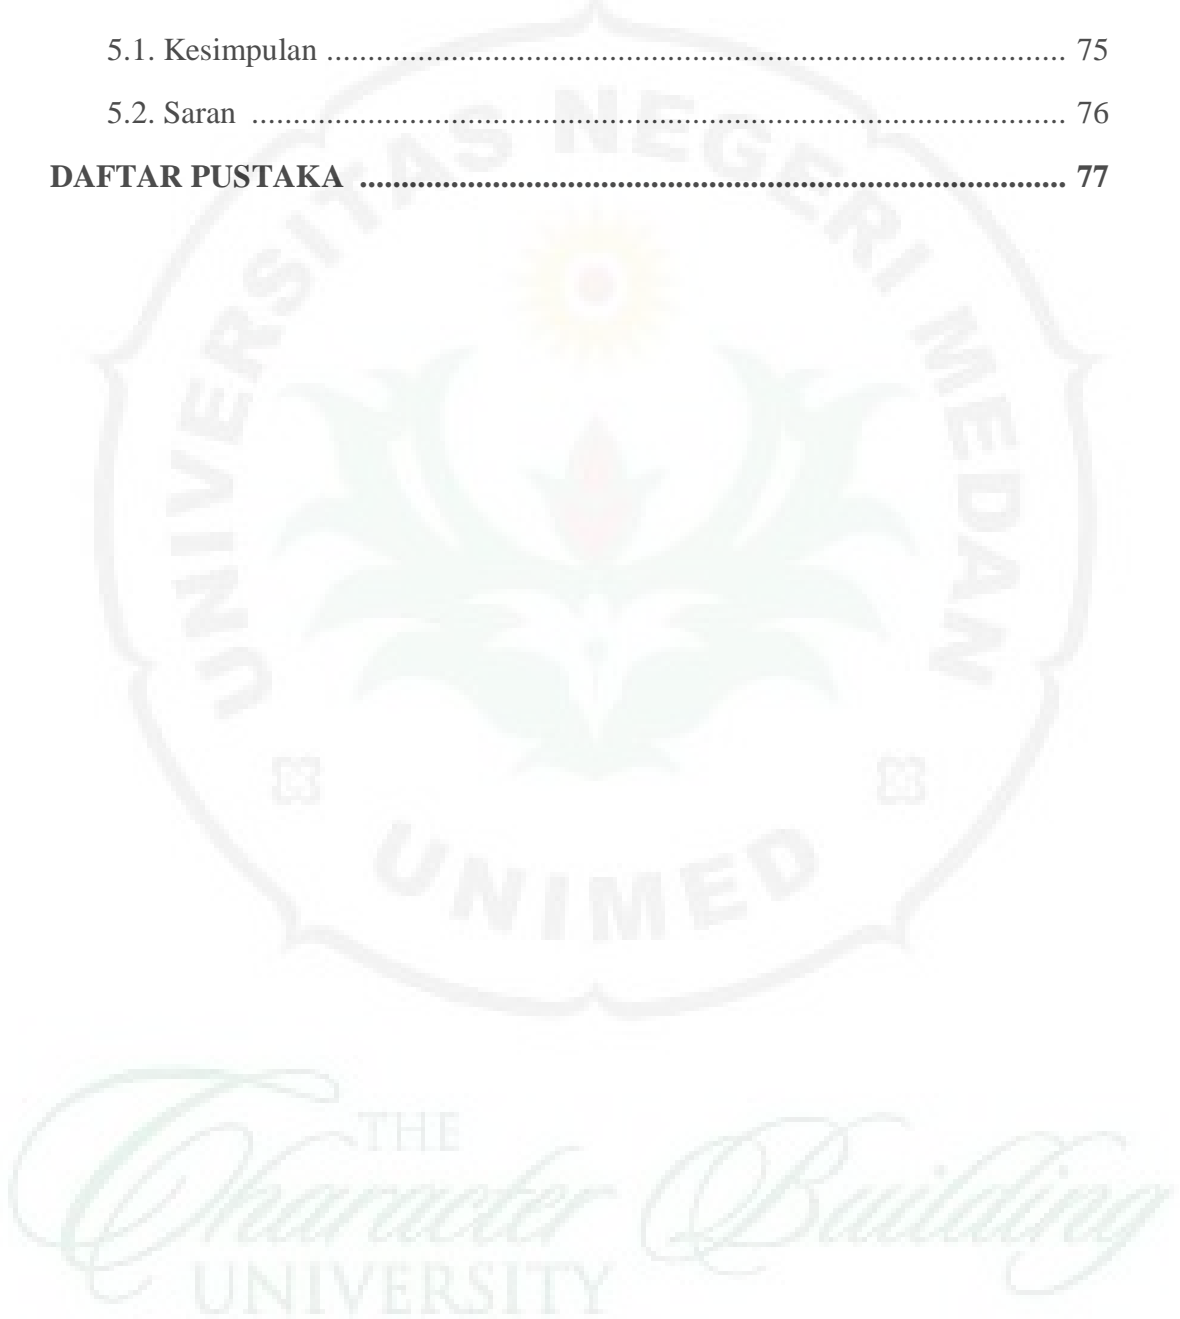 5.1. Kesimpulan ........................................................................................... 75
5.2. Saran .................................................................................................... 76
DAFTAR PUSTAKA ....................................................................................... 77
UNIVERSITAS NEGERI MEDAN
UNIMED
THE
Character Building
UNIVERSITY